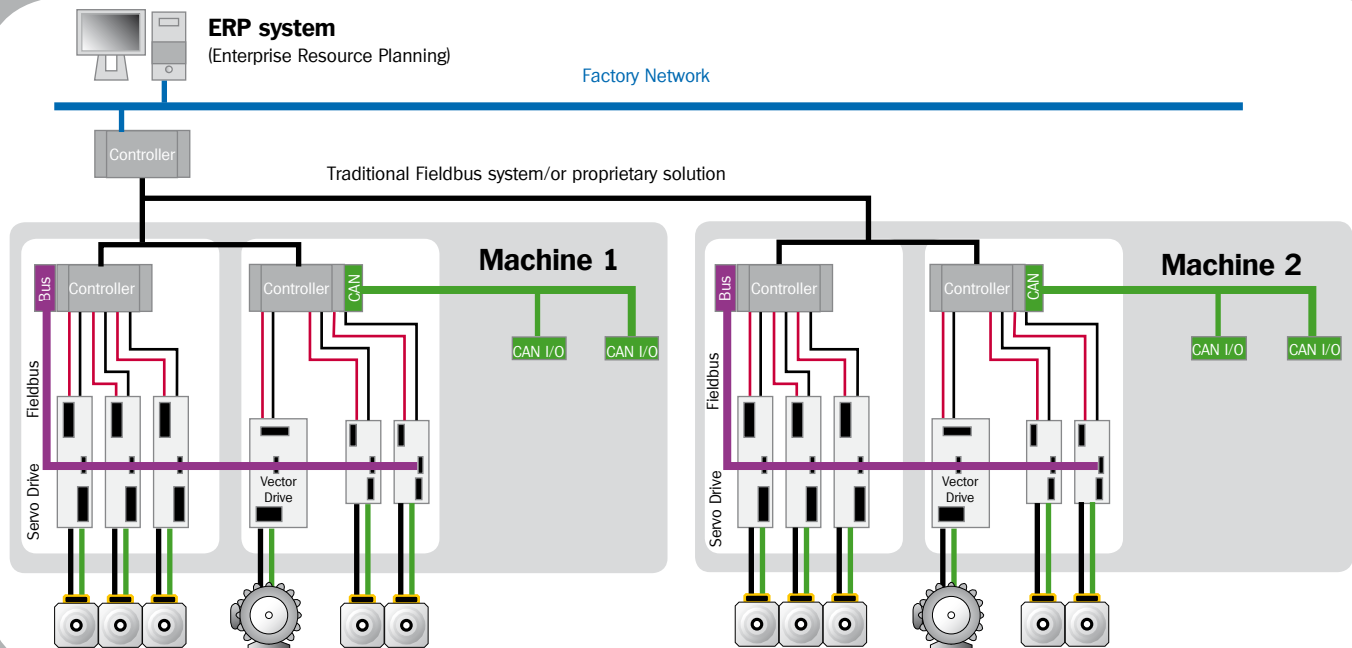 ERP system
(Enterprise Resource Planning)
Factory Network
Controller
Traditional Fieldbus system/or proprietary solution
Machine 1
Bus
Controller
Controller
CAN
CAN I/O
CAN I/O
Fieldbus
Servo Drive
Vector
Drive
Machine 2
Bus
Controller
Controller
CAN
CAN I/O
CAN I/O
Fieldbus
Servo Drive
Vector
Drive